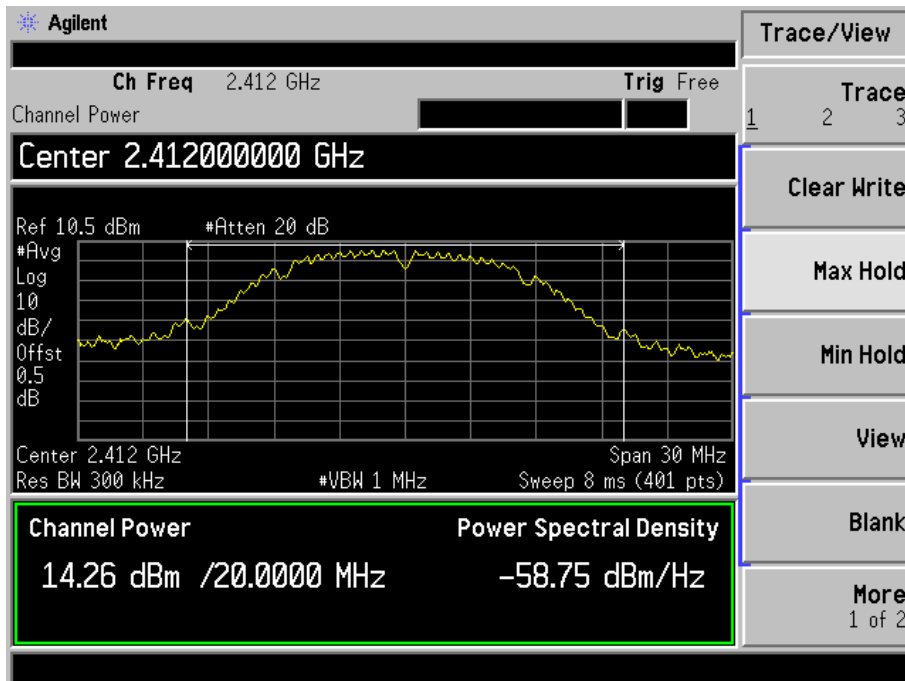 Agilent
Trace/View
Ch Freq 2.412 GHz Trig Free
Channel Power
Center 2.412000000 GHz
Ref 10.5 dBm #Atten 20 dB
#Avg
Log
10
dB/
Offst
0.5
dB
Center 2.412 GHz Span 30 MHz
Res BW 300 kHz #VBW 1 MHz Sweep 8 ms (401 pts)
Channel Power Power Spectral Density
14.26 dBm /20.0000 MHz -58.75 dBm/Hz
Trace
1 2 3
Clear Write
Max Hold
Min Hold
View
Blank
More
1 of 2